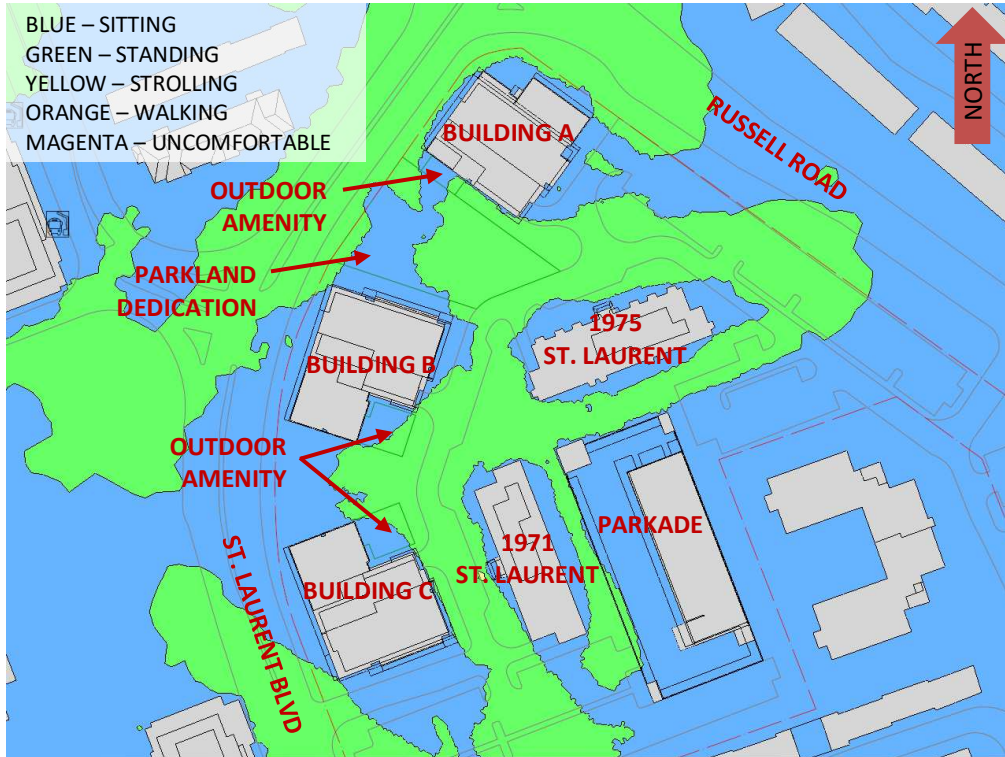 BLUE – SITTING
GREEN – STANDING
YELLOW – STROLLING
ORANGE – WALKING
MAGENTA – UNCOMFORTABLE
NORTH
BUILDING A
RUSSELL ROAD
OUTDOOR
AMENITY
PARKLAND
DEDICATION
1975
ST. LAURENT
BUILDING B
OUTDOOR
AMENITY
PARKADE
1971
ST. LAURENT
BUILDING C
ST. LAURENT BLVD